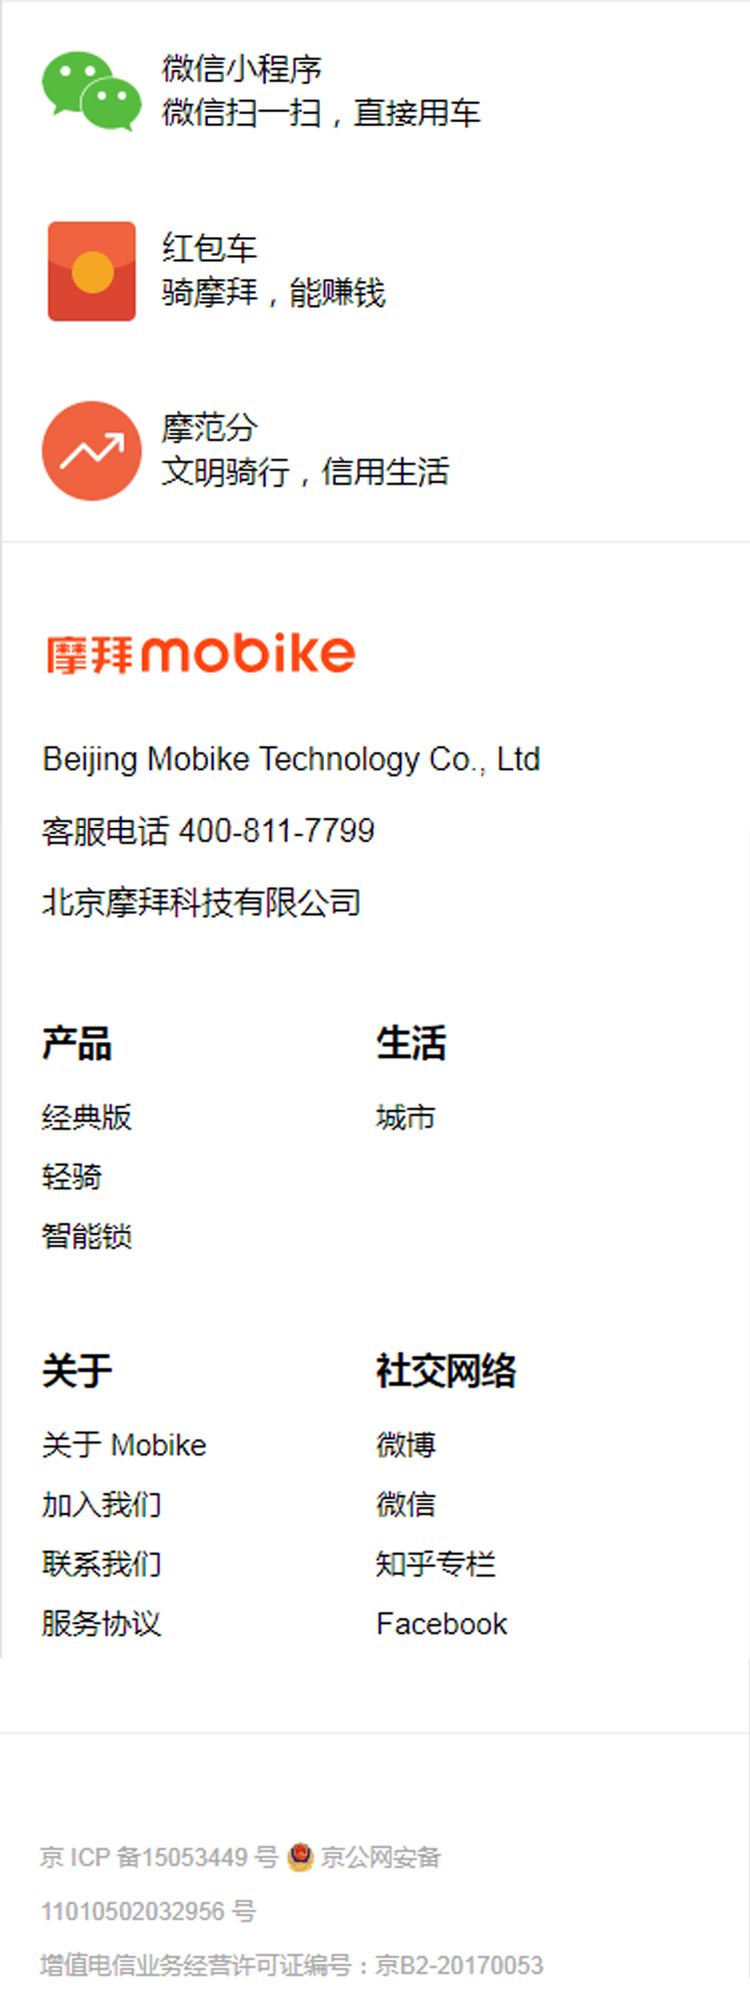 微信小程序
微信扫一扫，直接用车
红包车
骑摩拜，能赚钱
摩范分
文明骑行，信用生活
摩拜mobike
Beijing Mobike Technology Co., Ltd
客服电话 400-811-7799
北京摩拜科技有限公司
产品
经典版
轻骑
智能锁
生活
城市
关于
关于 Mobike
加入我们
联系我们
服务协议
社交网络
微博
微信
知乎专栏
Facebook
京 ICP 备15053449 号 京公网安备
11010502032956 号
增值电信业务经营许可证编号：京B2-20170053